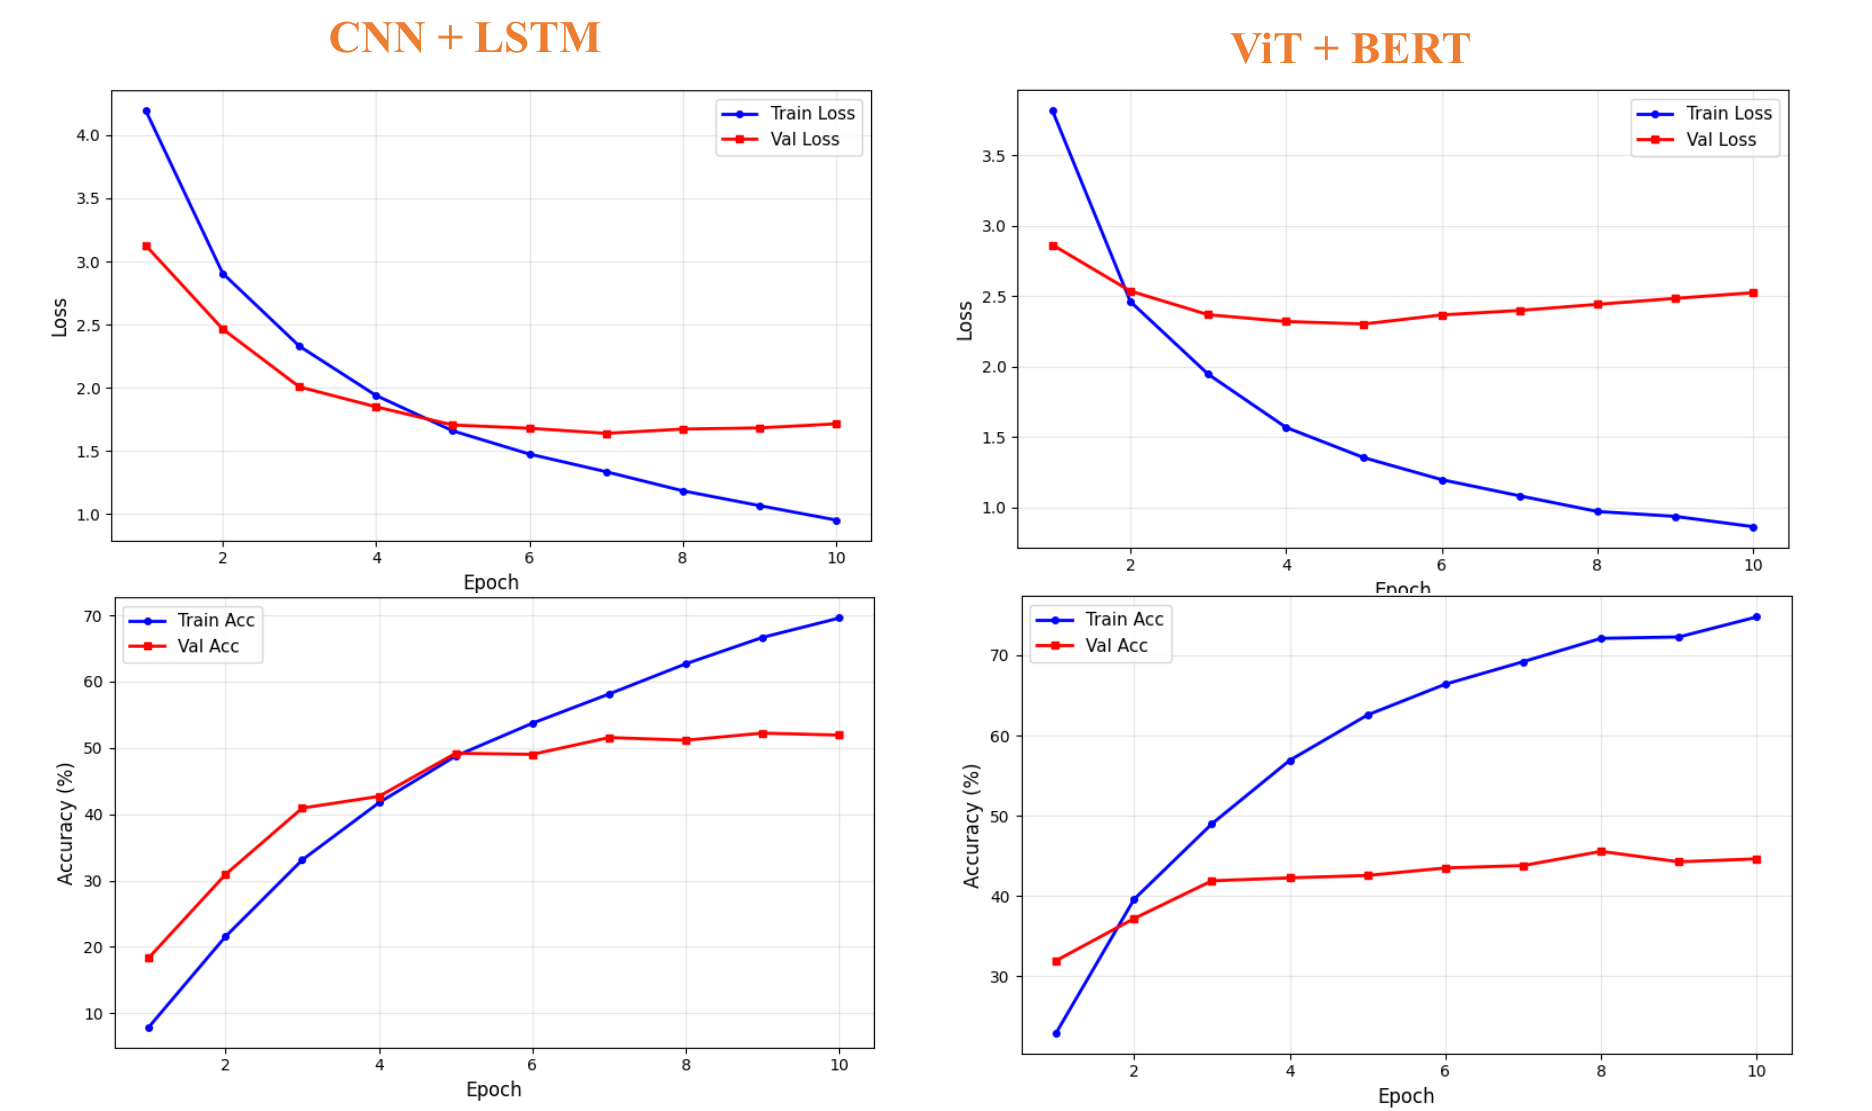 CNN + LSTM
ViT + BERT
Train Loss
Val Loss
4.0
3.5
3.0
2.5
2.0
1.5
1.0
Loss
2 4 6 8 10
Epoch
Train Loss
Val Loss
3.5
3.0
2.5
2.0
1.5
1.0
Loss
2 4 6 8 10
Epoch
Train Acc
Val Acc
70
60
50
40
30
20
10
Accuracy (%)
2 4 6 8 10
Epoch
Train Acc
Val Acc
70
60
50
40
30
Accuracy (%)
2 4 6 8 10
Epoch